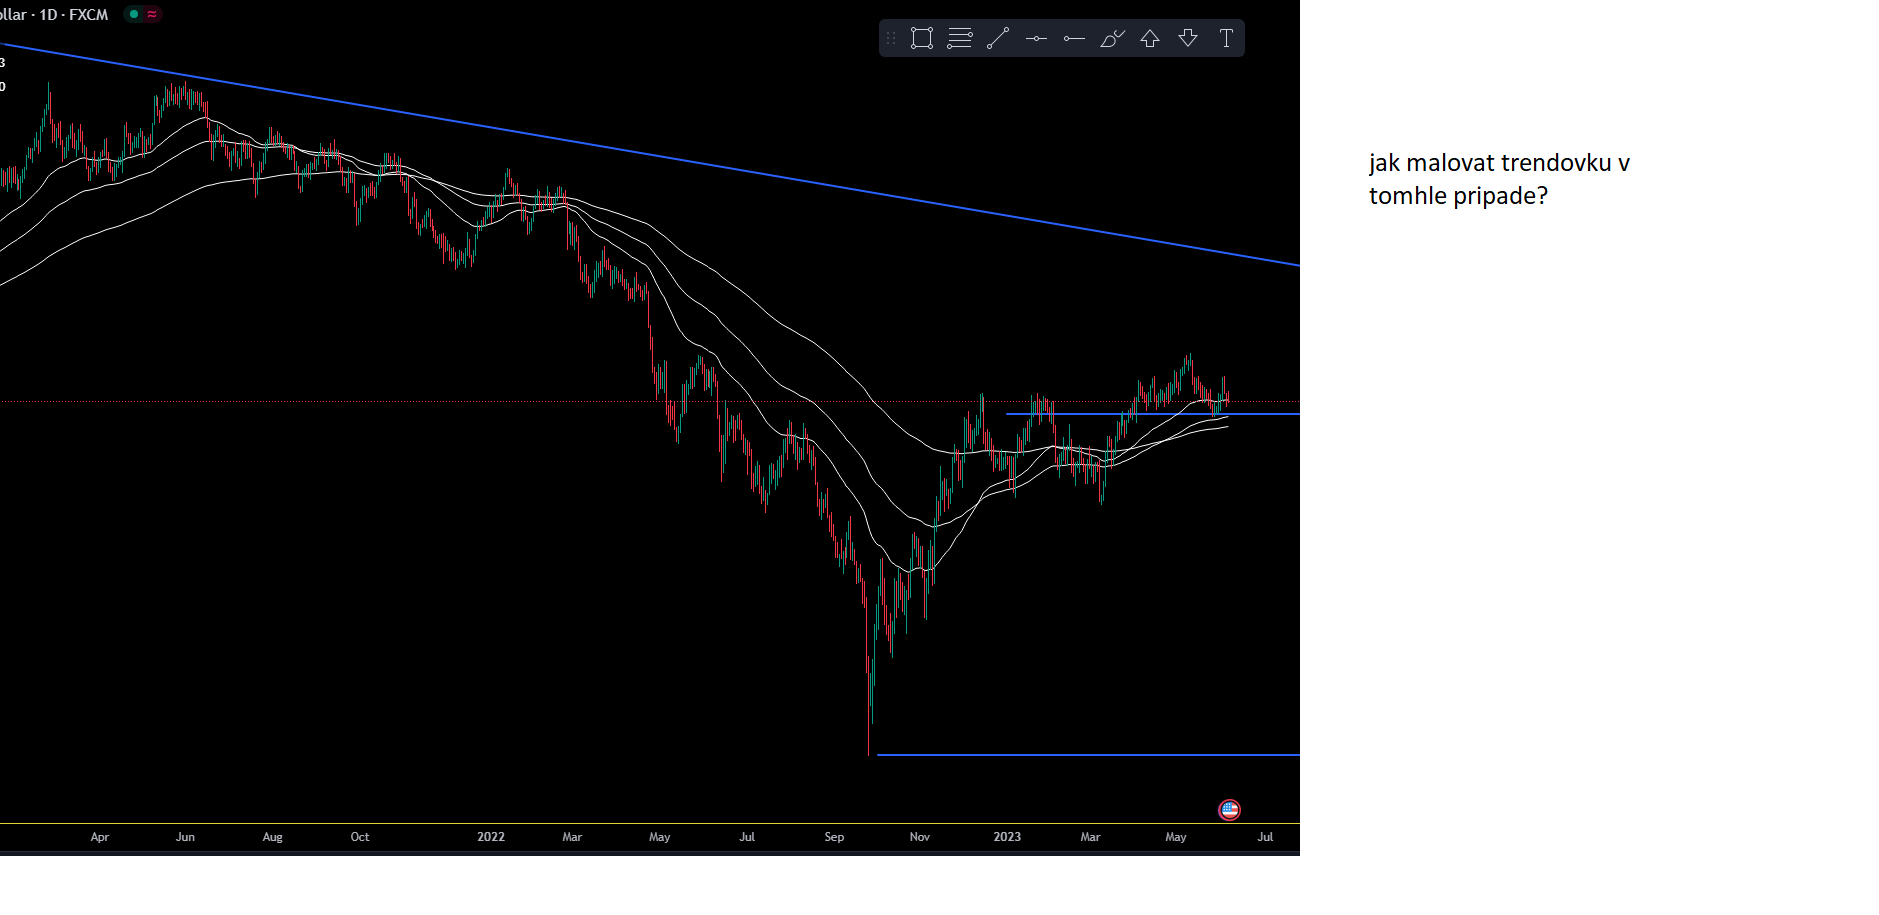 ollar · 1D · FXCM
3
0
T
jak malovat trendovku v
tomhle pripade?
Apr Jun Aug Oct 2022 Mar May Jul Sep Nov 2023 Mar May Jul